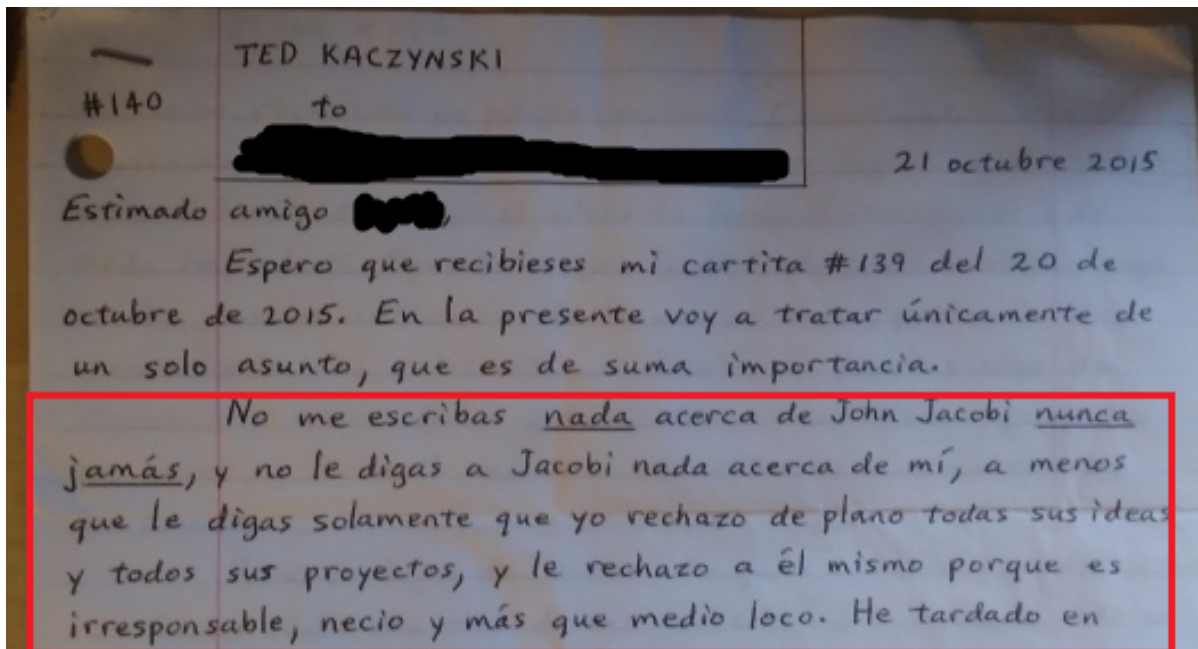 TED KACZYNSKI
#140 to
21 octubre 2015
Estimado amigo
Espero que recibieses mi cartita #139 del 20 de
octubre de 2015. En la presente voy a tratar únicamente de
un solo asunto, que es de suma importancia.
No me escribas nada acerca de John Jacobi nunca
jamás, y no le digas a Jacobi nada acerca de mí, a menos
que le digas solamente que yo rechazo de plano todas sus ideas
y todos sus proyectos, y le rechazo a él mismo porque es
irresponsable, necio y más que medio loco. He tardado en